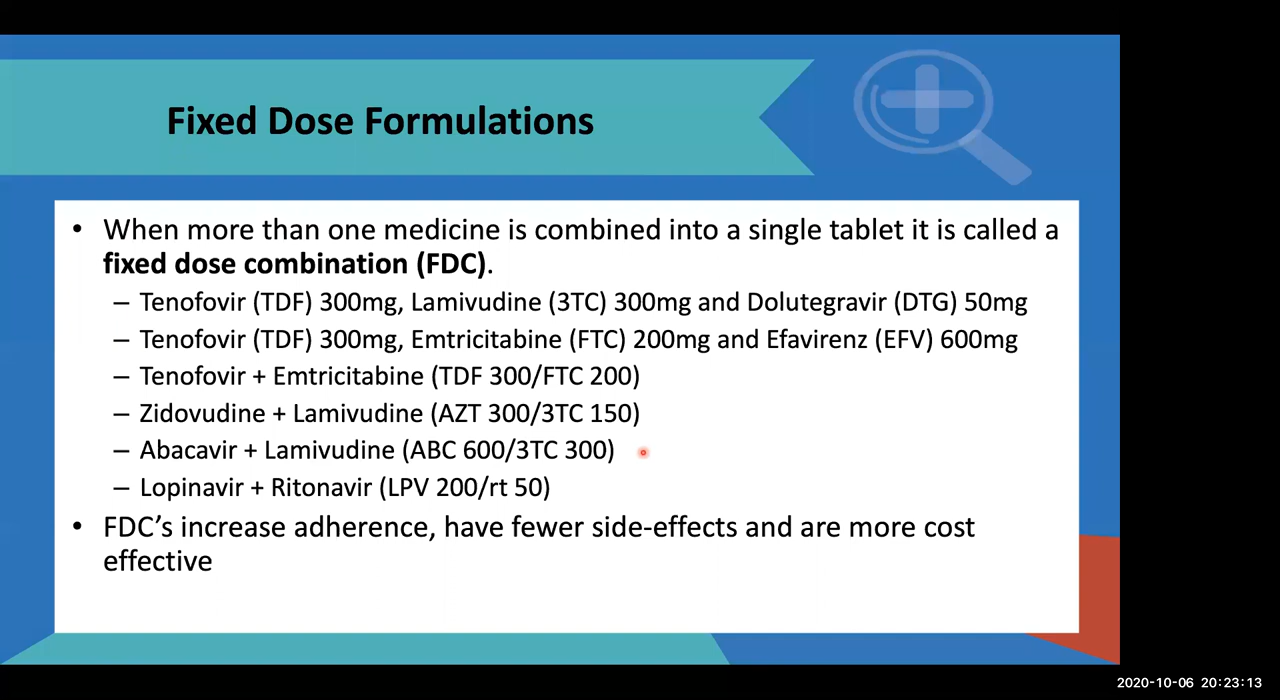 Fixed Dose Formulations
• When more than one medicine is combined into a single tablet it is called a
fixed dose combination (FDC).
– Tenofovir (TDF) 300mg, Lamivudine (3TC) 300mg and Dolutegravir (DTG) 50mg
– Tenofovir (TDF) 300mg, Emtricitabine (FTC) 200mg and Efavirenz (EFV) 600mg
– Tenofovir + Emtricitabine (TDF 300/FTC 200)
– Zidovudine + Lamivudine (AZT 300/3TC 150)
– Abacavir + Lamivudine (ABC 600/3TC 300)
– Lopinavir + Ritonavir (LPV 200/rt 50)
• FDC’s increase adherence, have fewer side-effects and are more cost
effective
2020-10-06 20:23:13